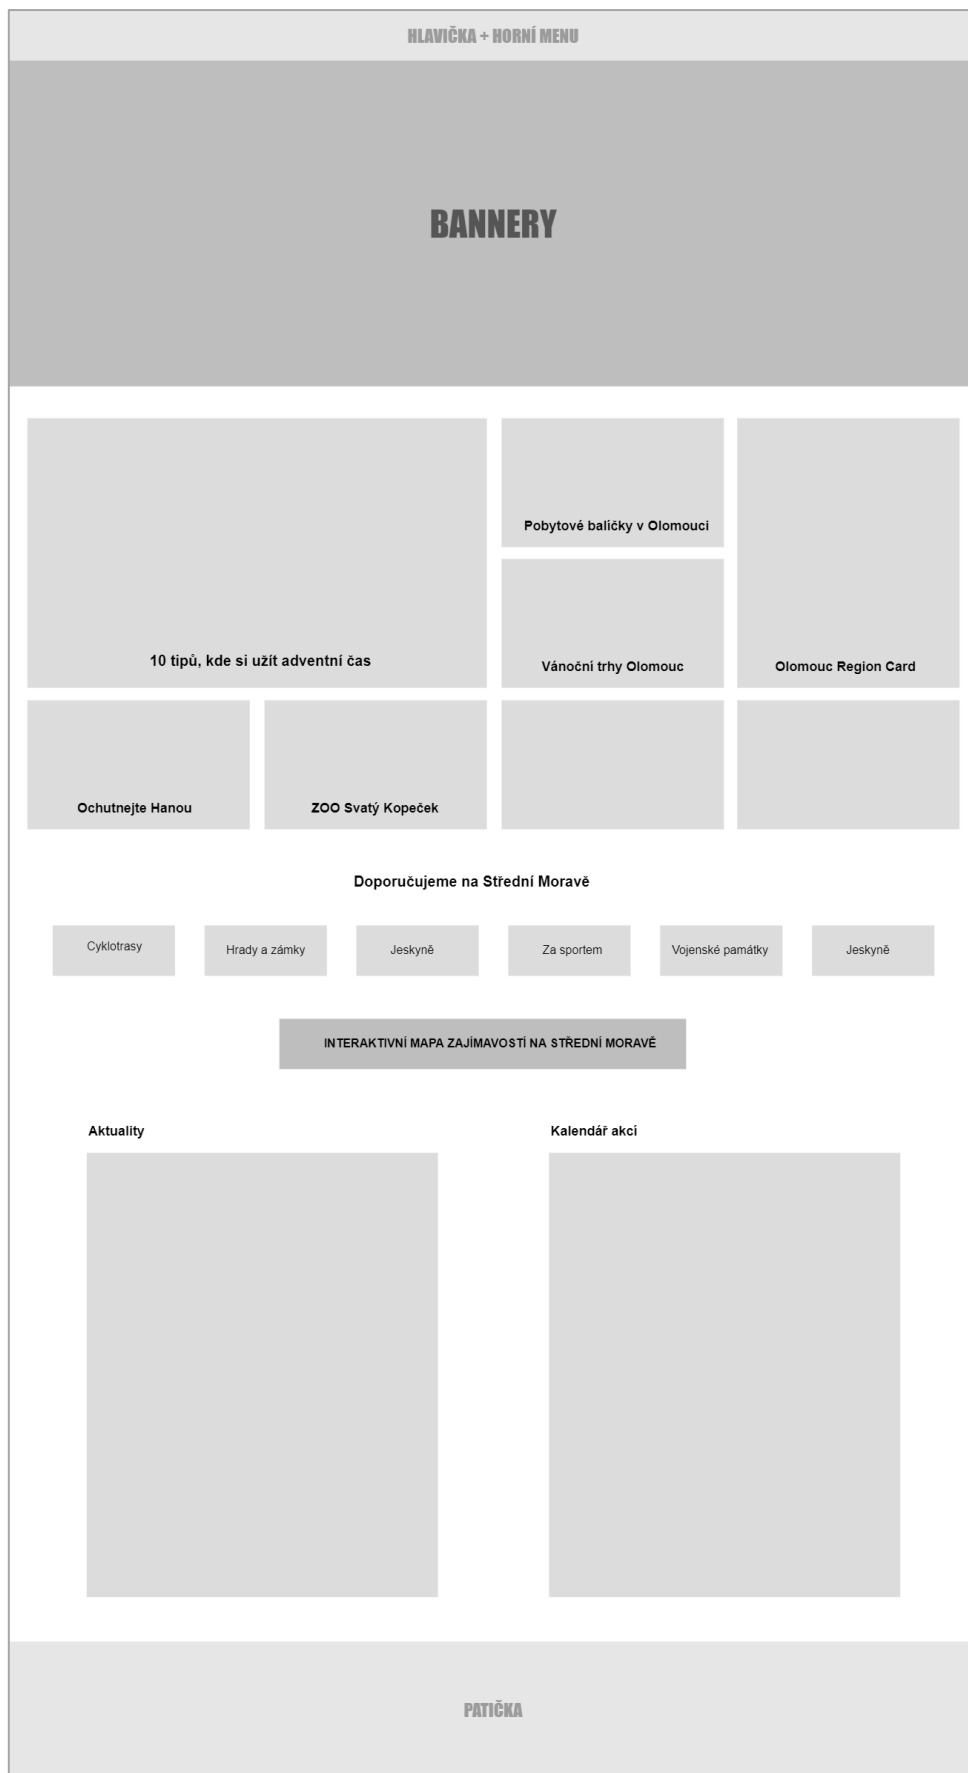 HLAVIČKA + HORNÍ MENU
BANNERY
Pobytové balíčky v Olomouci
10 tipů, kde si užít adventní čas
Vánoční trhy Olomouc
Olomouc Region Card
Ochutnejte Hanou
ZOO Svatý Kopeček
Doporučujeme na Střední Moravě
Cyklotrasy
Hrady a zámky
Jeskyně
Za sportem
Vojenské památky
Jeskyně
INTERAKTIVNÍ MAPA ZAJÍMAVOSTÍ NA STŘEDNÍ MORAVĚ
Aktuality
Kalendář akcí
PATIČKA